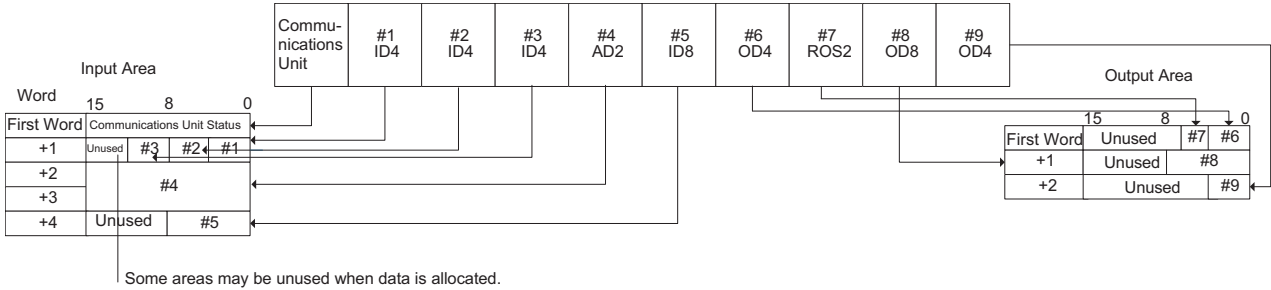 Commu-
nications
Unit
#1
ID4
#2
ID4
#3
ID4
#4
AD2
#5
ID8
#6
OD4
#7
ROS2
#8
OD8
#9
OD4
Input Area
Word
15 8 0
First Word Communications Unit Status
+1 Unused #3 #2 #1
+2
#4
+3
+4 Unused #5
Some areas may be unused when data is allocated.
Output Area
15 8 0
First Word Unused #7 #6
+1 Unused #8
+2 Unused #9